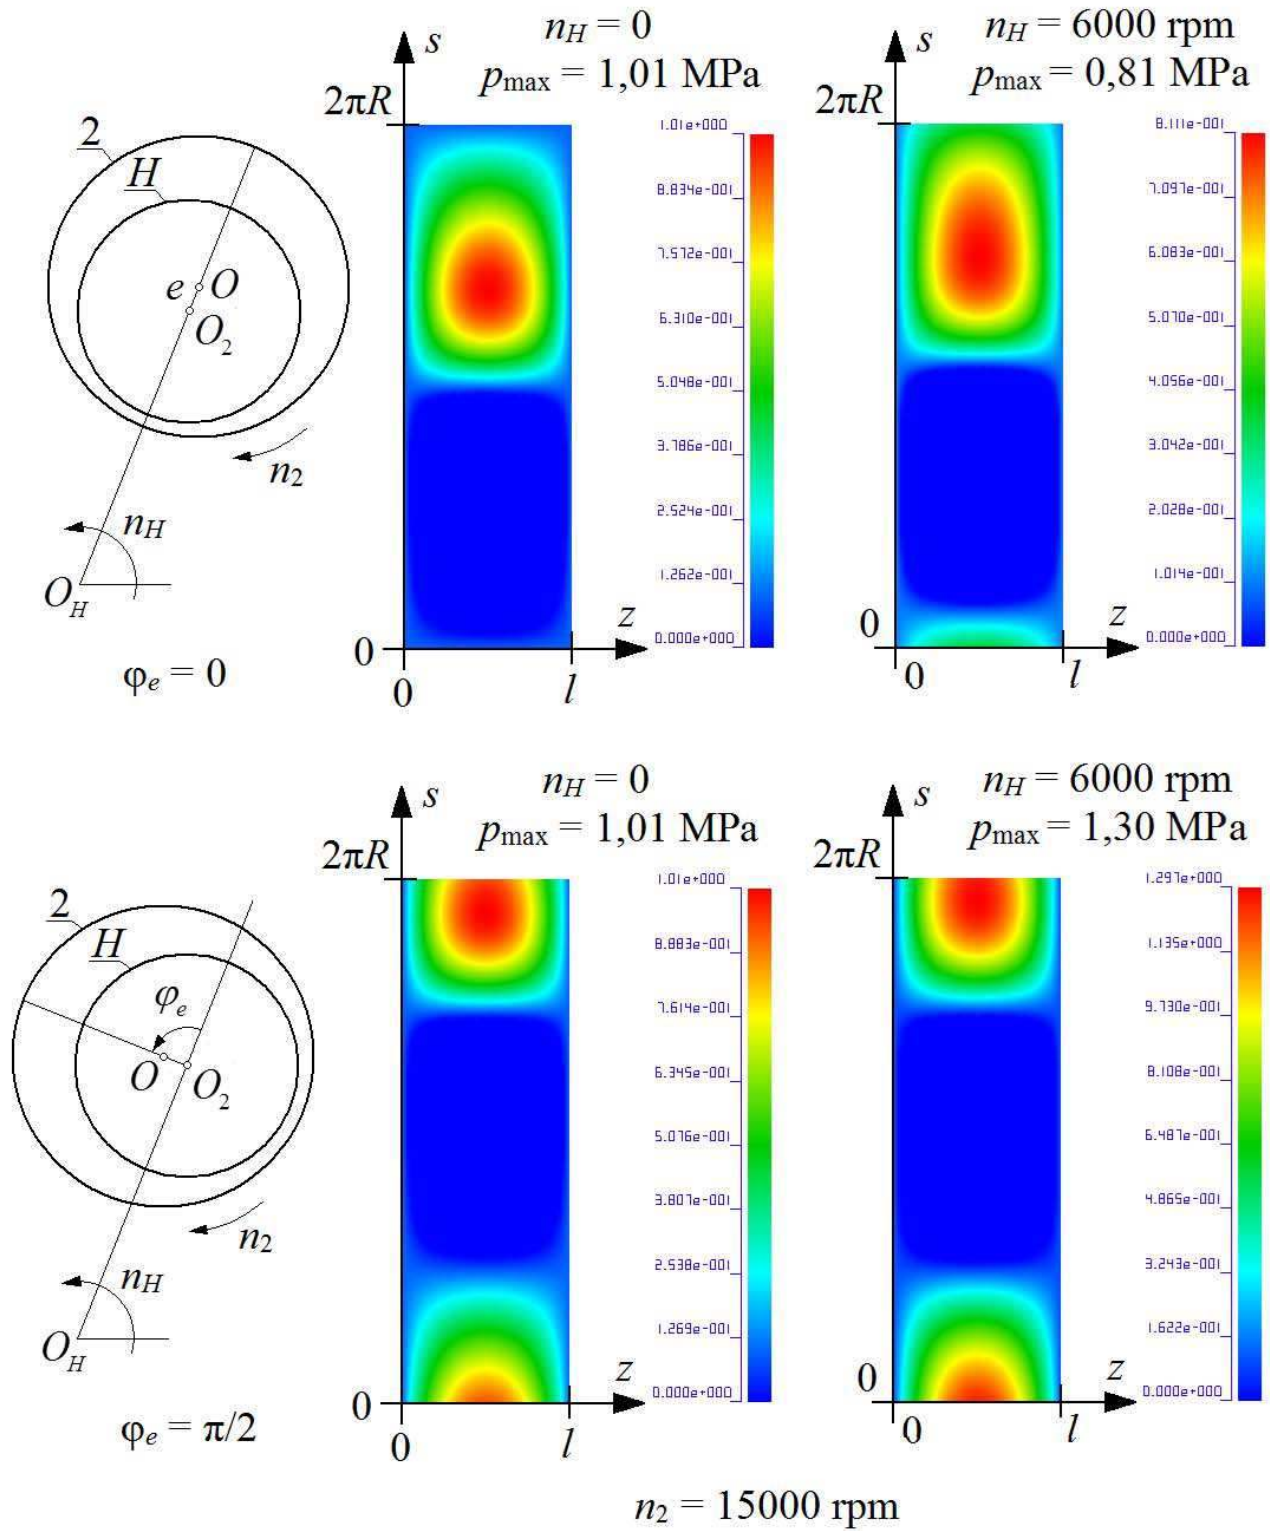 n_H = 0
p_max = 1,01 MPa
s
2πR
1.01e+000
8.834e-001
7.572e-001
6.310e-001
5.048e-001
3.786e-001
2.524e-001
1.262e-001
0.000e+000
0
z
0
l
n_H = 6000 rpm
p_max = 0,81 MPa
s
2πR
8.111e-001
7.097e-001
6.083e-001
5.070e-001
4.056e-001
3.042e-001
2.028e-001
1.014e-001
0.000e+000
0
z
0
l
2
H
e
O
O_2
n_2
n_H
O_H
φ_e = 0
n_H = 0
p_max = 1,01 MPa
s
2πR
1.01e+000
8.883e-001
7.614e-001
6.345e-001
5.076e-001
3.807e-001
2.538e-001
1.269e-001
0.000e+000
0
z
0
l
n_H = 6000 rpm
p_max = 1,30 MPa
s
2πR
1.297e+000
1.135e+000
9.730e-001
8.108e-001
6.487e-001
4.865e-001
3.243e-001
1.622e-001
0.000e+000
0
z
0
l
2
H
φ_e
O
O_2
n_2
n_H
O_H
φ_e = π/2
n_2 = 15000 rpm